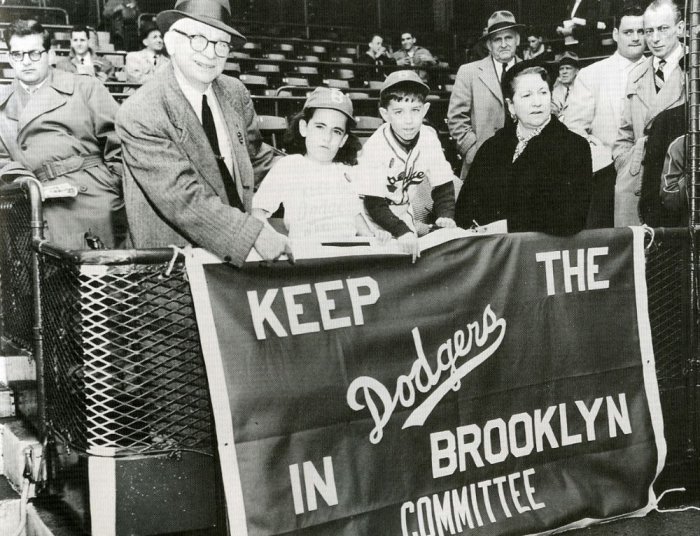 KEEP THE
Dodgers
IN BROOKLYN
COMMITTEE